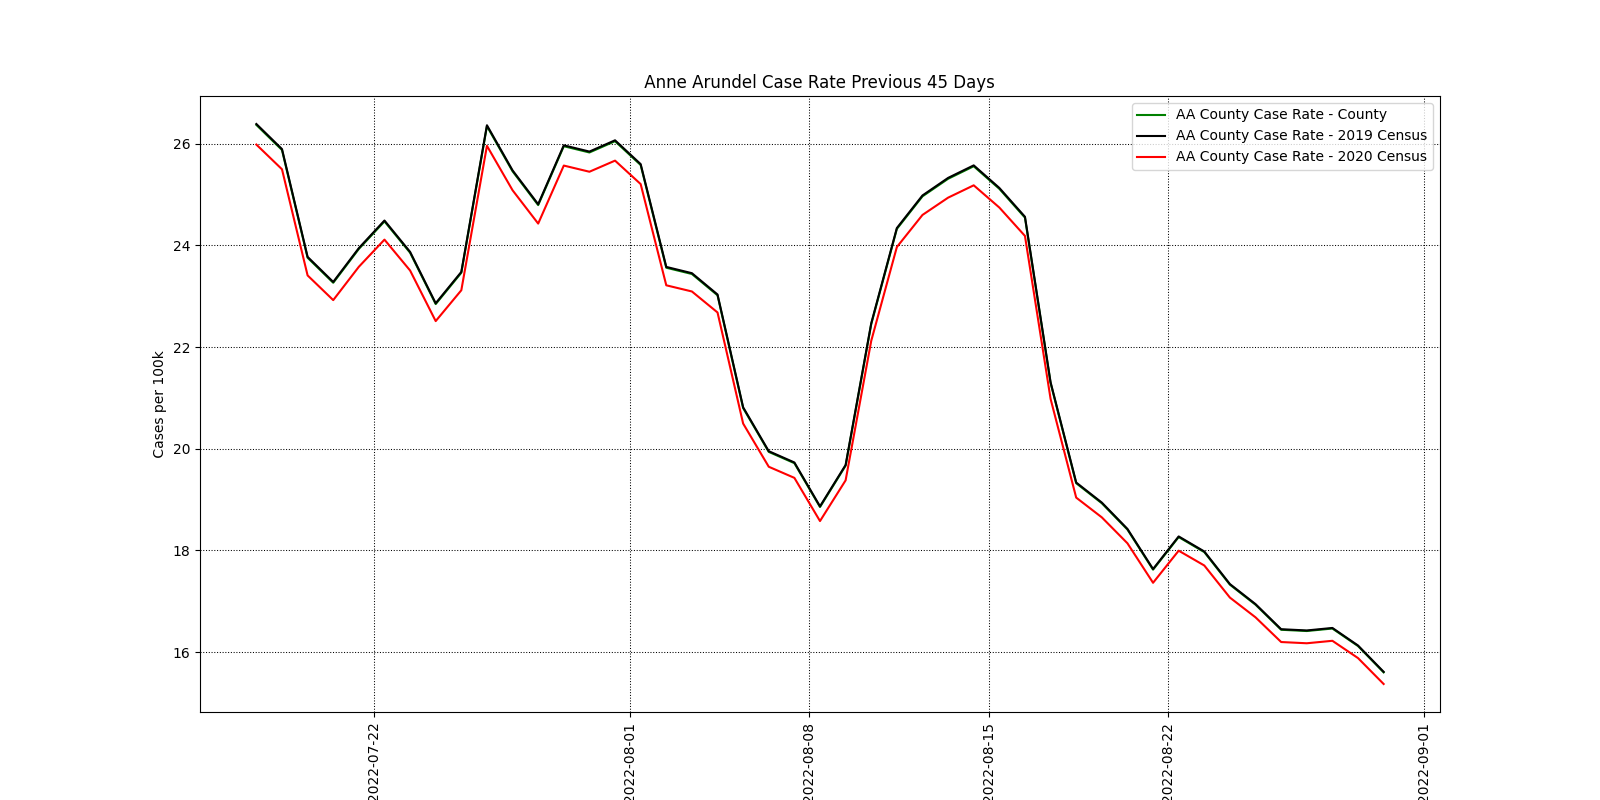 Anne Arundel Case Rate Previous 45 Days
AA County Case Rate - County
AA County Case Rate - 2019 Census
AA County Case Rate - 2020 Census
Cases per 100k
26
24
22
20
18
16
2022-07-22
2022-08-01
2022-08-08
2022-08-15
2022-08-22
2022-09-01